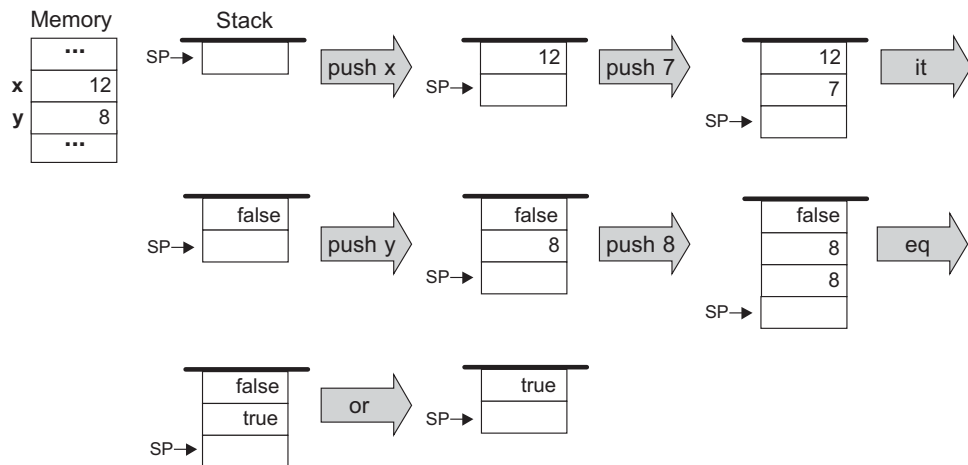 Memory
Stack
...
x 12
y 8
...
SP
push x
12
SP
push 7
12
7
SP
it
false
SP
push y
false
8
SP
push 8
false
8
8
SP
eq
false
true
SP
or
true
SP